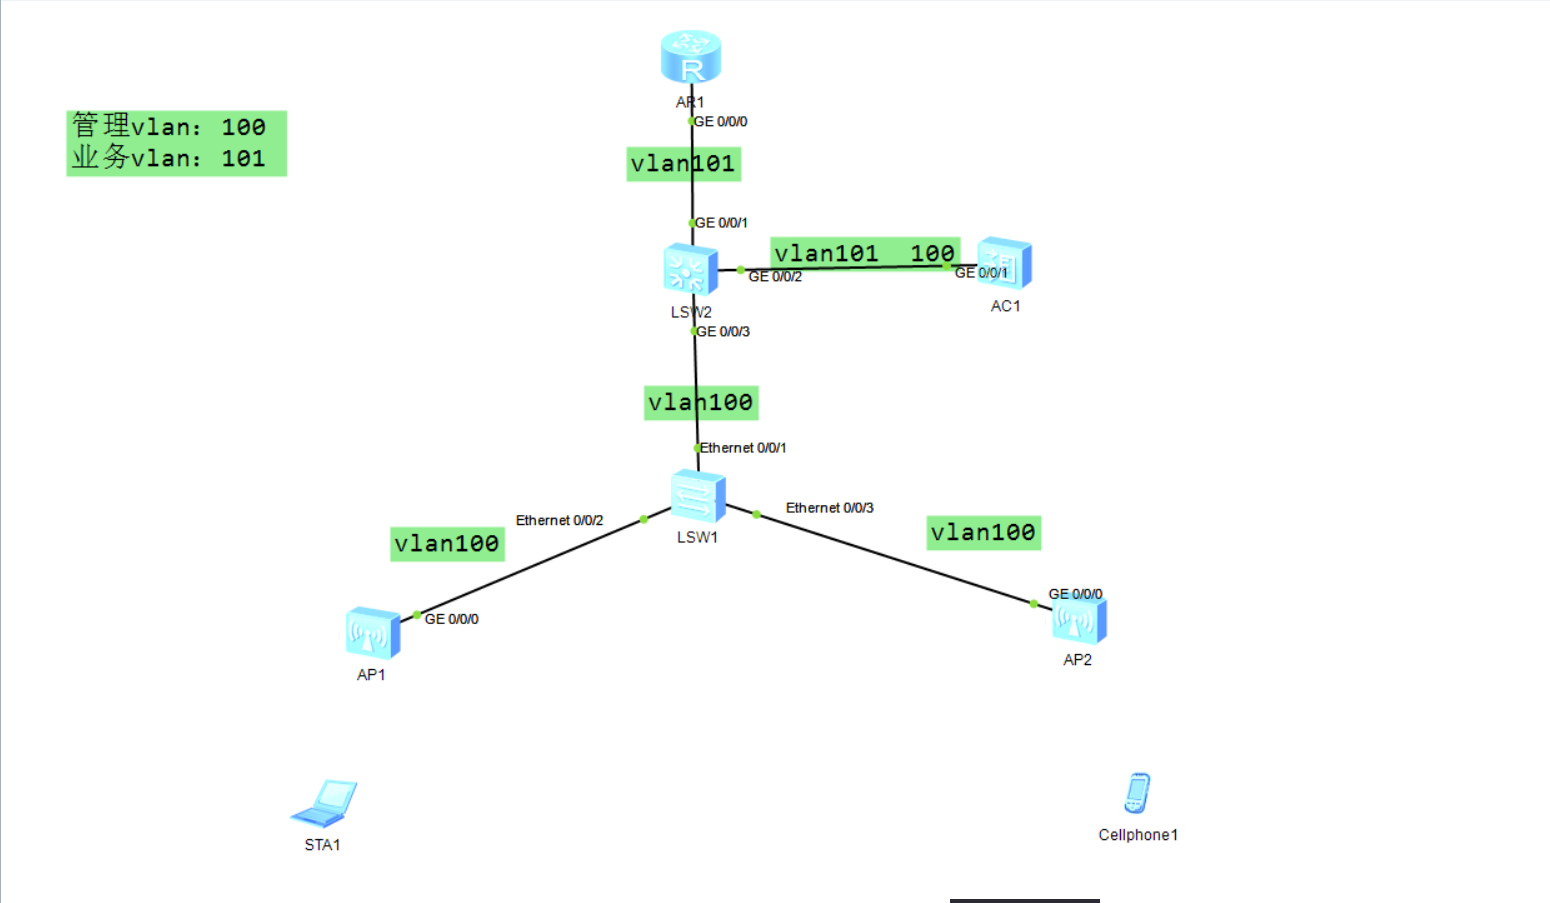 R
AR1
GE 0/0/0
管理vlan: 100
业务vlan: 101
vlan101
GE 0/0/1
vlan101 100
GE 0/0/2
GE 0/0/1
AC1
LSW2
GE 0/0/3
vlan100
Ethernet 0/0/1
Ethernet 0/0/2
Ethernet 0/0/3
LSW1
vlan100
vlan100
GE 0/0/0
GE 0/0/0
AP1
AP2
STA1
Cellphone1